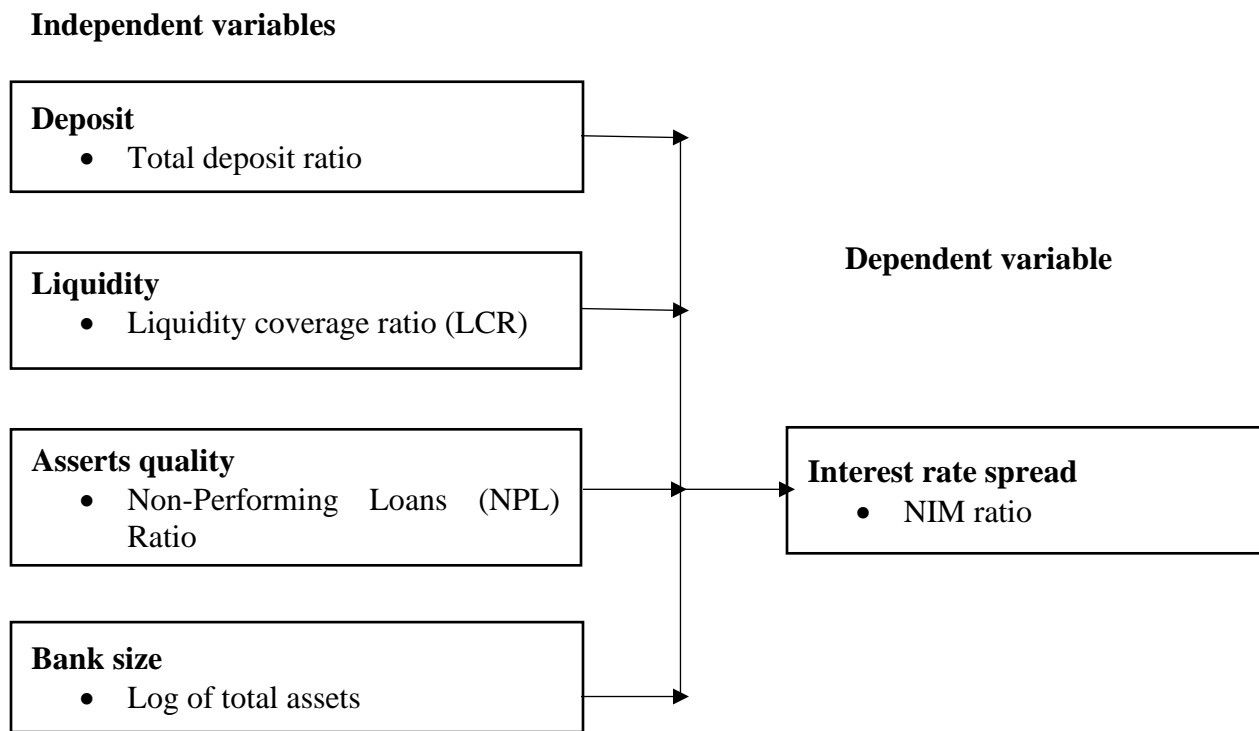 Independent variables
Deposit
• Total deposit ratio
Liquidity
• Liquidity coverage ratio (LCR)
Dependent variable
Asserts quality
• Non-Performing Loans (NPL)
Ratio
Interest rate spread
• NIM ratio
Bank size
• Log of total assets